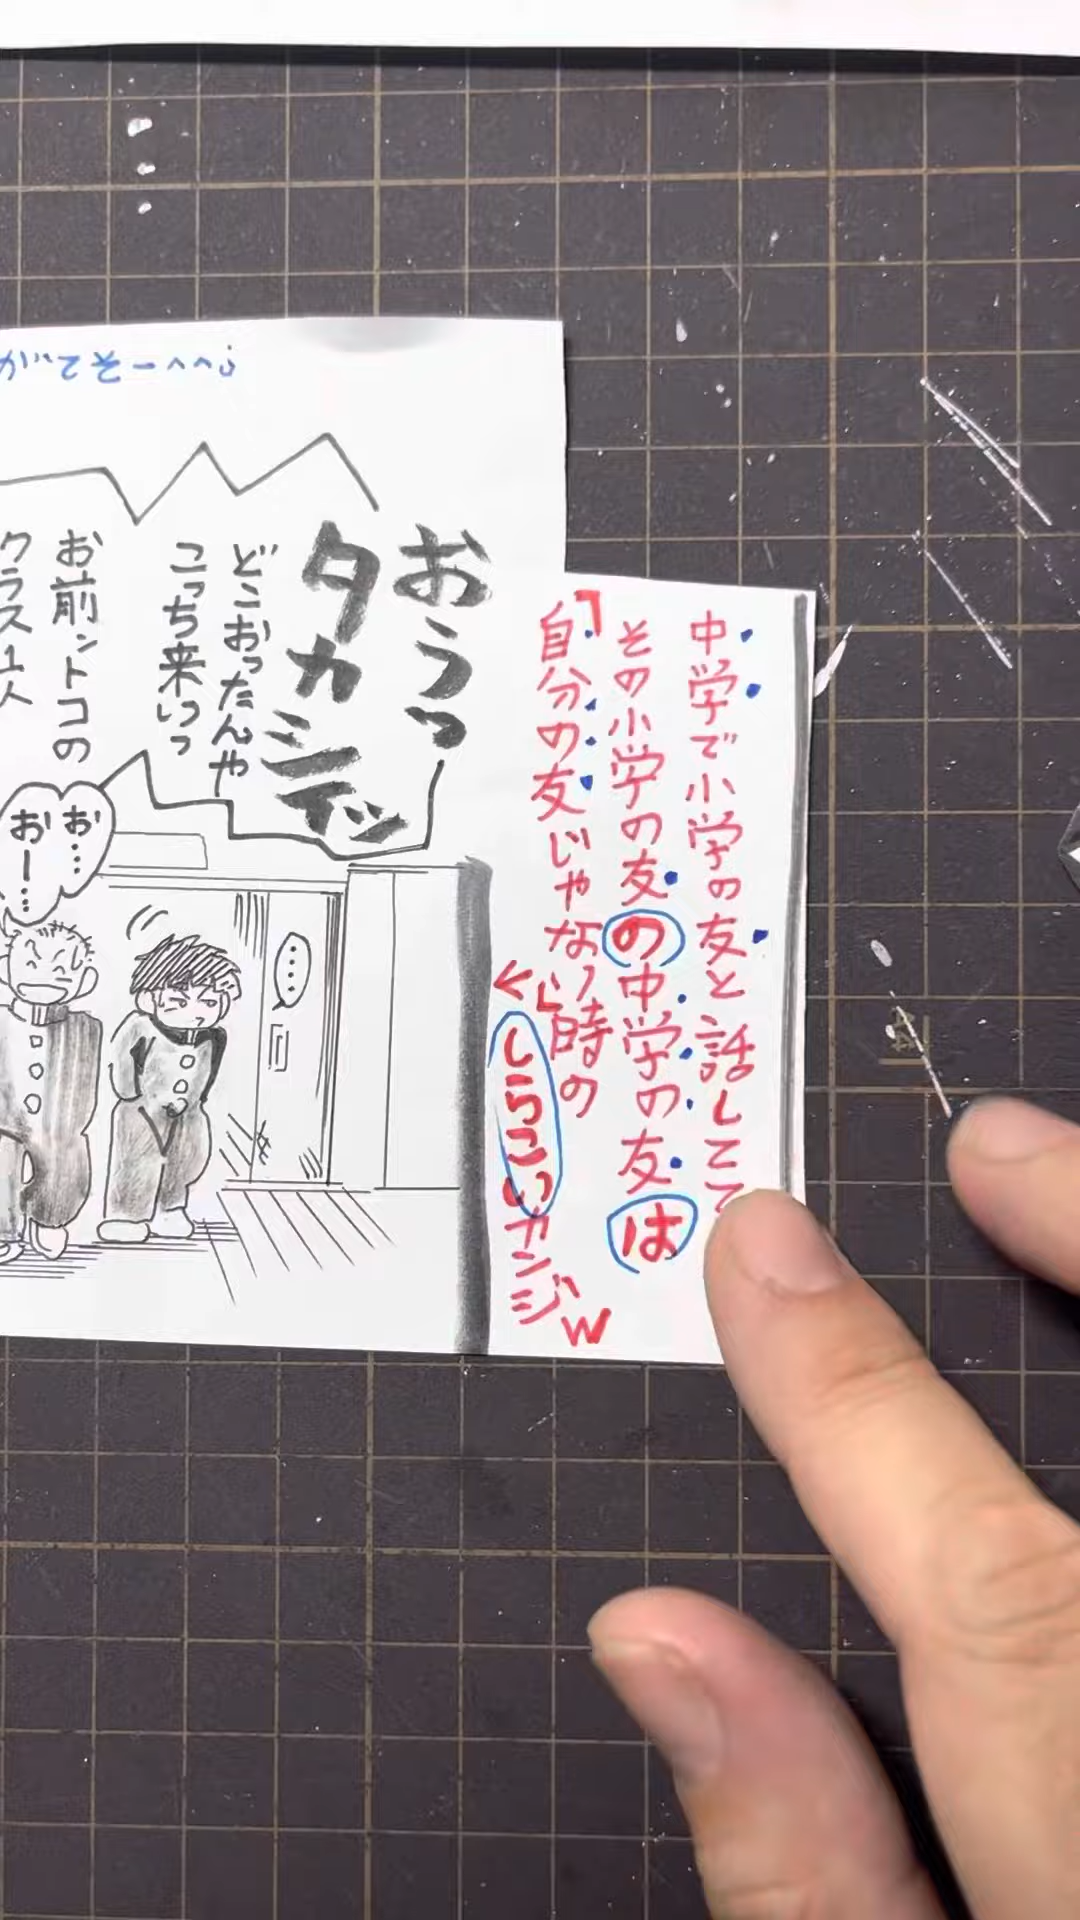 中学で小学の友と話してて
その小学の友の中学の友は
「自分の友じゃない」時の
しらこいカンジw
がてそー^^;
おうっ
タカシィッ
どこおったんや
こっち来いっ
お前ントコの
クラス1人
お…
おー…